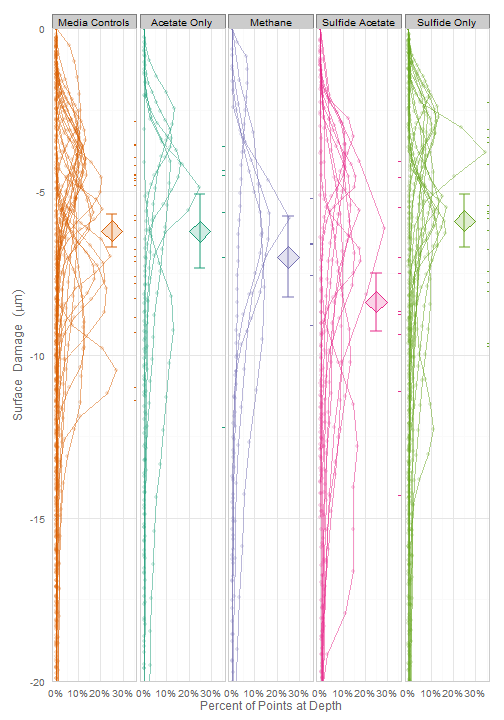 Media Controls Acetate Only Methane Sulfide Acetate Sulfide Only
0
-5
-10
-15
-20
Surface Damage (µm)
0% 10% 20% 30% 0% 10% 20% 30% 0% 10% 20% 30% 0% 10% 20% 30% 0% 10% 20% 30%
Percent of Points at Depth